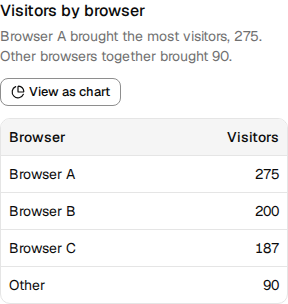 Visitors by browser
Browser A brought the most visitors, 275.
Other browsers together brought 90.
View as chart
Browser Visitors
Browser A 275
Browser B 200
Browser C 187
Other 90